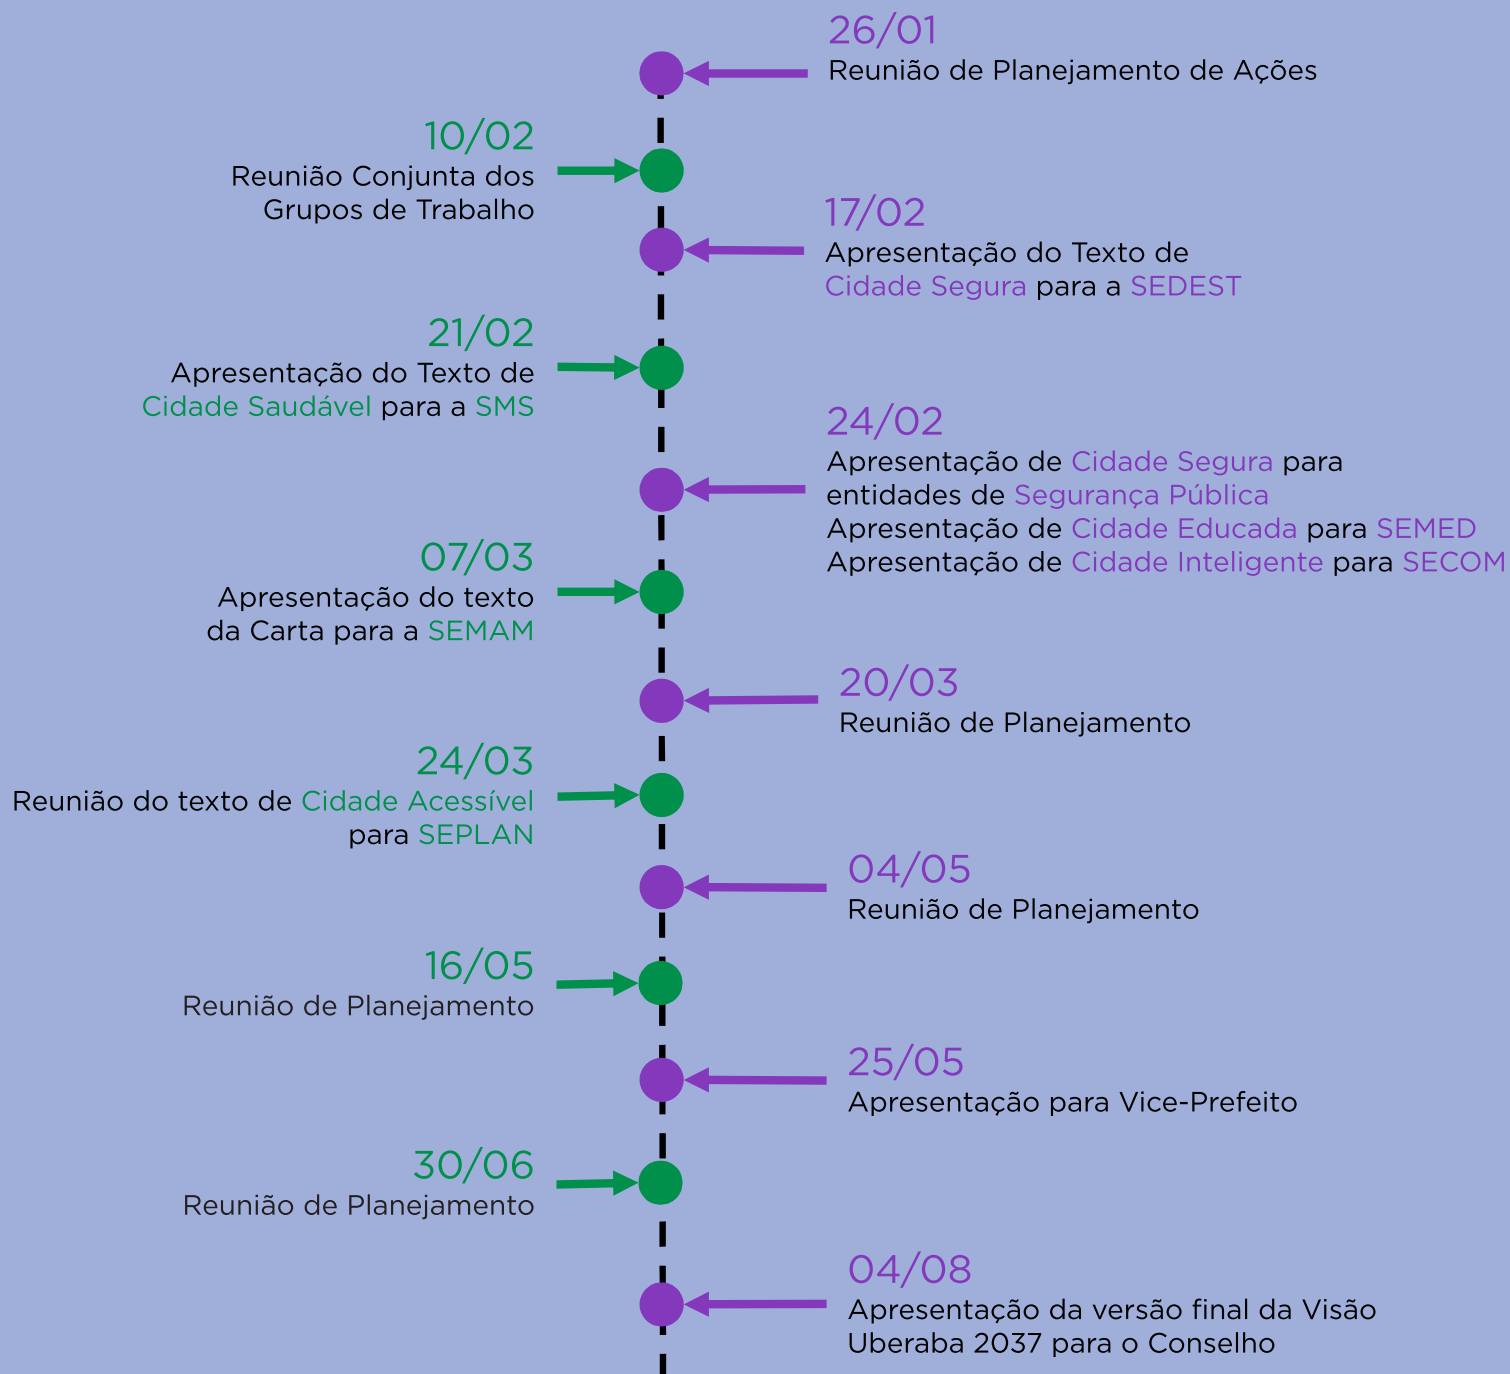 26/01
Reunião de Planejamento de Ações
10/02
Reunião Conjunta dos
Grupos de Trabalho
17/02
Apresentação do Texto de
Cidade Segura para a SEDEST
21/02
Apresentação do Texto de
Cidade Saudável para a SMS
24/02
Apresentação de Cidade Segura para
entidades de Segurança Pública
Apresentação de Cidade Educada para SEMED
Apresentação de Cidade Inteligente para SECOM
07/03
Apresentação do texto
da Carta para a SEMAM
20/03
Reunião de Planejamento
24/03
Reunião do texto de Cidade Acessível
para SEPLAN
04/05
Reunião de Planejamento
16/05
Reunião de Planejamento
25/05
Apresentação para Vice-Prefeito
30/06
Reunião de Planejamento
04/08
Apresentação da versão final da Visão
Uberaba 2037 para o Conselho